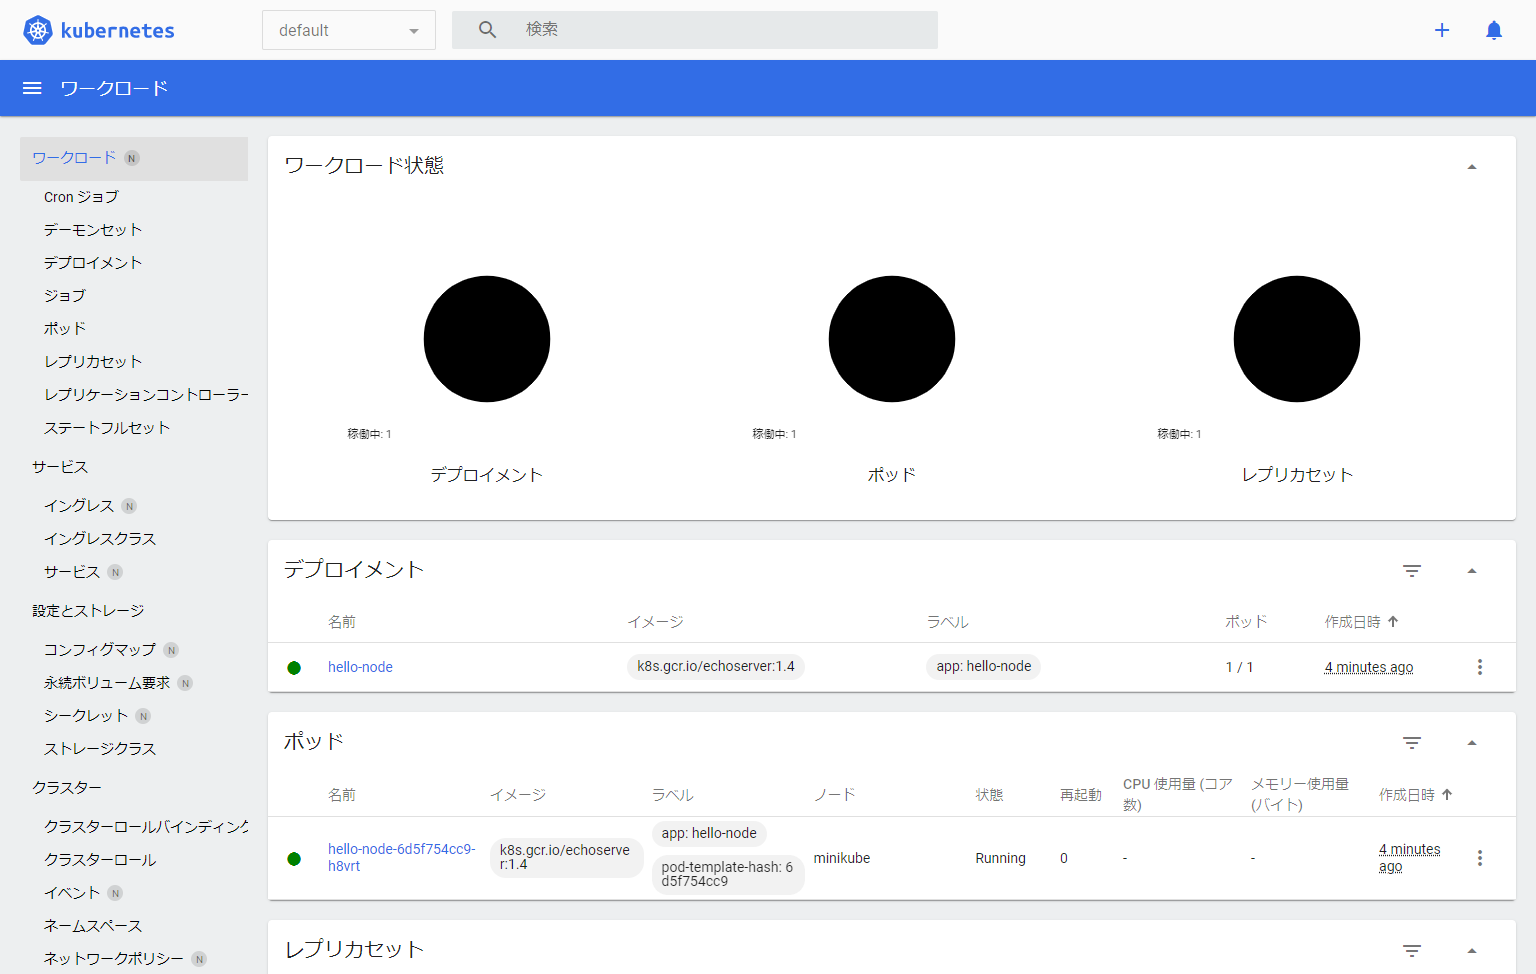 kubernetes
default
検索
ワークロード
ワークロード N
Cron ジョブ
デーモンセット
デプロイメント
ジョブ
ポッド
レプリカセット
レプリケーションコントローラー
ステートフルセット
サービス
イングレス N
イングレスクラス
サービス N
設定とストレージ
コンフィグマップ N
永続ボリューム要求 N
シークレット N
ストレージクラス
クラスター
クラスターロールバインディング
クラスターロール
イベント N
ネームスペース
ネットワークポリシー N
ワークロード状態
稼働中: 1
デプロイメント
稼働中: 1
ポッド
稼働中: 1
レプリカセット
デプロイメント
名前 イメージ ラベル ポッド 作成日時
hello-node k8s.gcr.io/echoserver:1.4 app: hello-node 1 / 1 4 minutes ago
ポッド
名前 イメージ ラベル ノード 状態 再起動 CPU 使用量 (コア
数) メモリー使用量
(バイト) 作成日時
hello-node-6d5f754cc9-
h8vrt
k8s.gcr.io/echoserve
r:1.4
app: hello-node
pod-template-hash: 6
d5f754cc9
minikube Running 0 - - 4 minutes
ago
レプリカセット